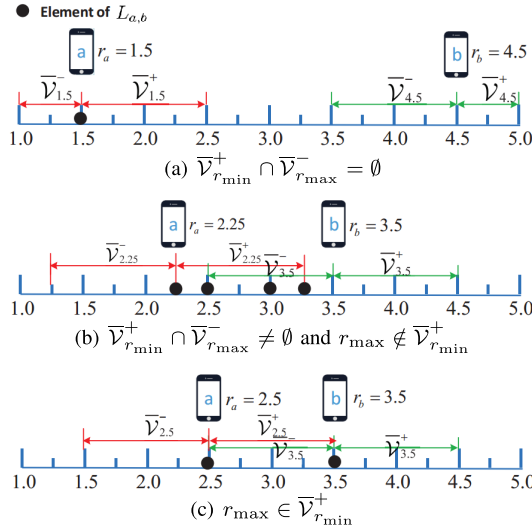 Element of L_{a,b}
a r_a = 1.5 b r_b = 4.5
V̅⁻_{1.5} V̅⁺_{1.5} V̅⁻_{4.5} V̅⁺_{4.5}
1.0 1.5 2.0 2.5 3.0 3.5 4.0 4.5 5.0
(a) V̅⁺_{r_min} ∩ V̅⁻_{r_max} = ∅
a r_a = 2.25 b r_b = 3.5
V̅⁻_{2.25} V̅⁺_{2.25} V̅⁻_{3.5} V̅⁺_{3.5}
1.0 1.5 2.0 2.5 3.0 3.5 4.0 4.5 5.0
(b) V̅⁺_{r_min} ∩ V̅⁻_{r_max} ≠ ∅ and r_max ∉ V̅⁺_{r_min}
a r_a = 2.5 b r_b = 3.5
V̅⁻_{2.5} V̅⁺_{2.5} V̅⁻_{3.5} V̅⁺_{3.5}
1.0 1.5 2.0 2.5 3.0 3.5 4.0 4.5 5.0
(c) r_max ∈ V̅⁺_{r_min}